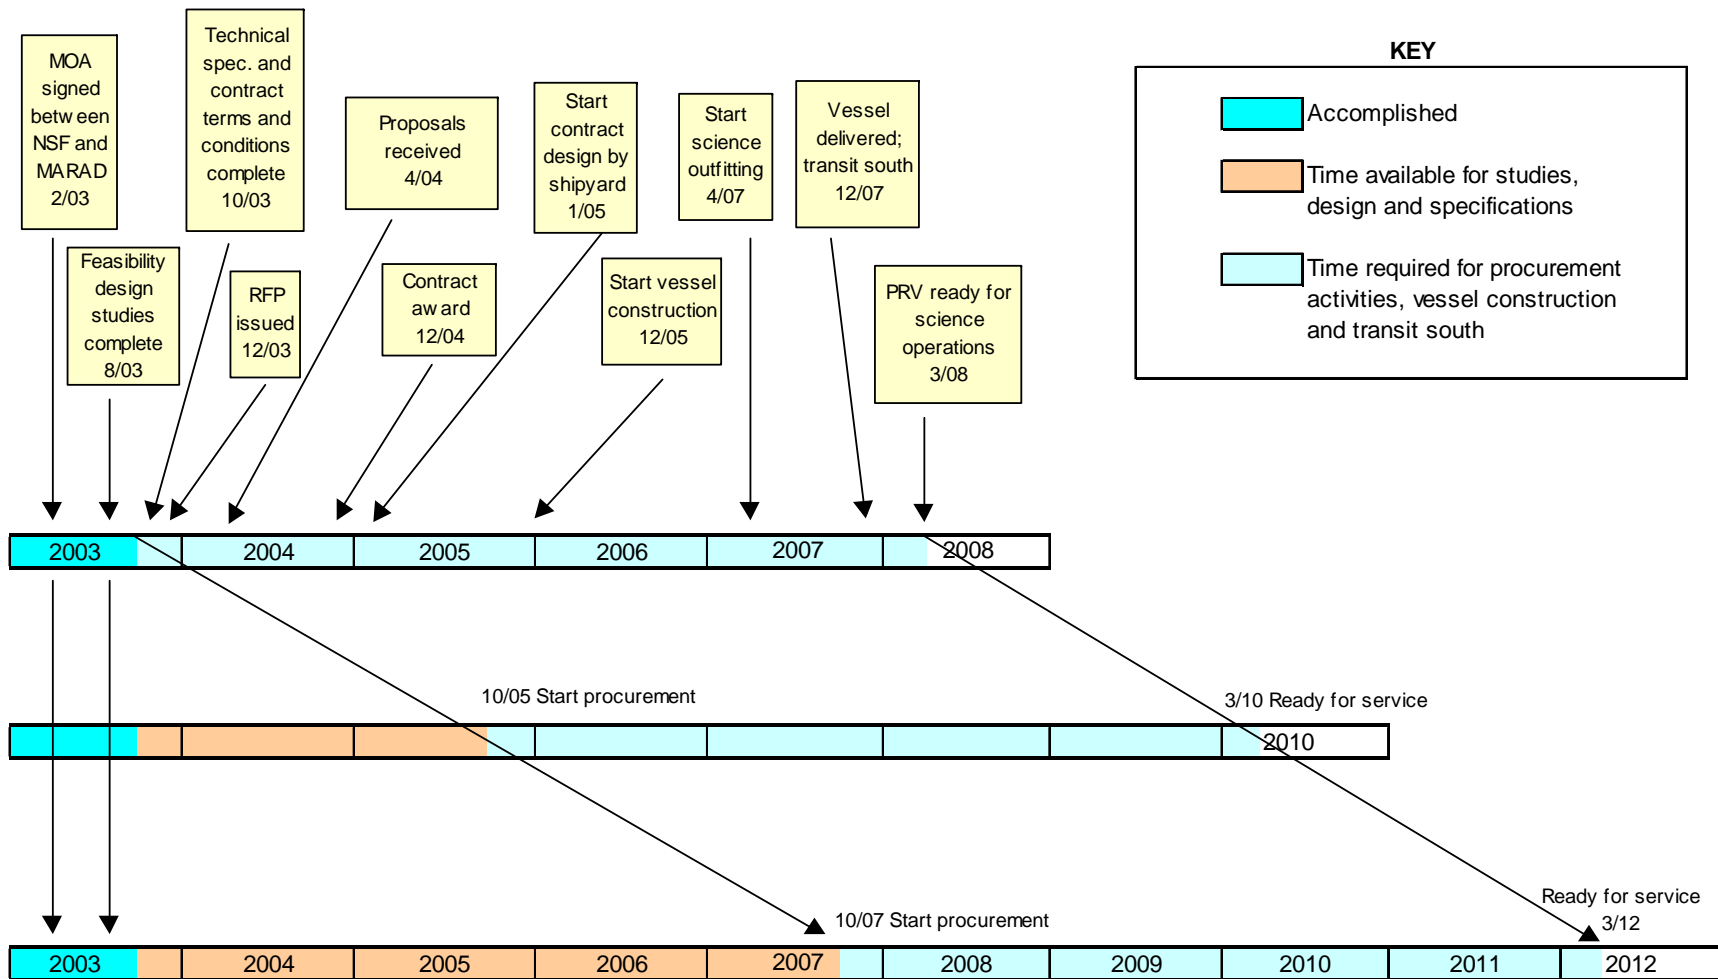 MOA
signed
between
NSF and
MARAD
2/03
Technical
spec. and
contract
terms and
conditions
complete
10/03
Proposals
received
4/04
Start
contract
design by
shipyard
1/05
Start
science
outfitting
4/07
Vessel
delivered;
transit south
12/07
Feasibility
design
studies
complete
8/03
RFP
issued
12/03
Contract
award
12/04
Start vessel
construction
12/05
PRV ready for
science
operations
3/08
KEY
Accomplished
Time available for studies,
design and specifications
Time required for procurement
activities, vessel construction
and transit south
2003 2004 2005 2006 2007 2008
10/05 Start procurement
3/10 Ready for service
2010
10/07 Start procurement
Ready for service
3/12
2003 2004 2005 2006 2007 2008 2009 2010 2011 2012